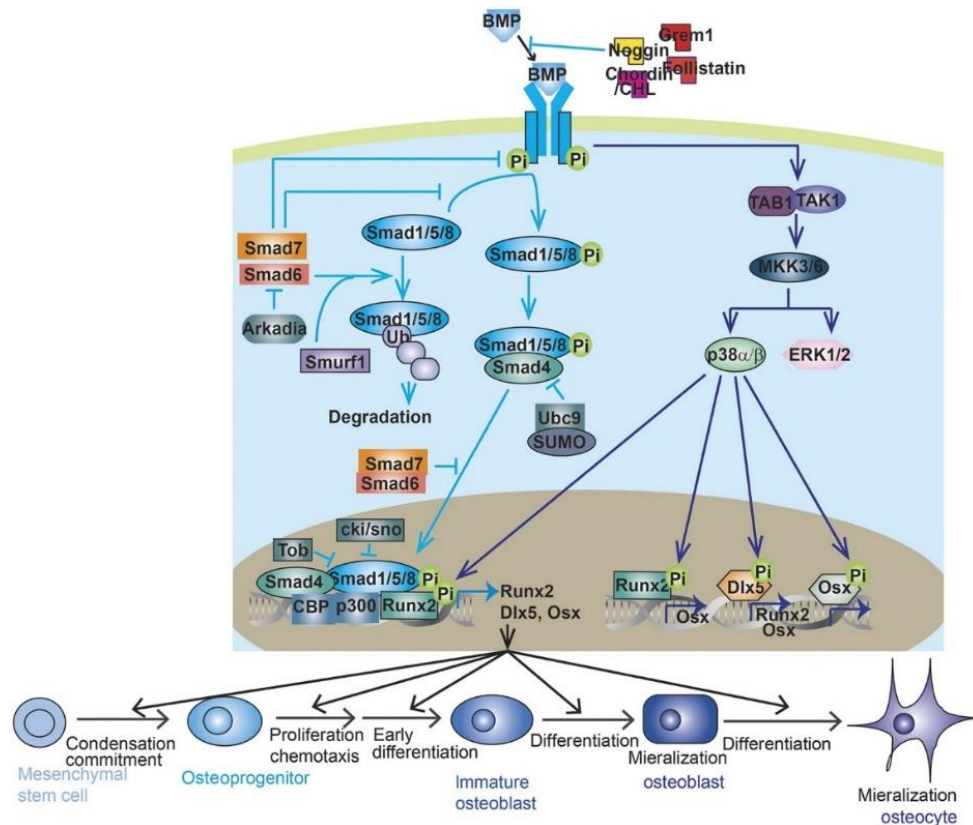 BMP
Grem1
Noggin
BMP
Follistatin
Chordin
/CHL
Pi
Pi
TAB1
TAK1
Smad1/5/8
Smad7
Smad1/5/8
Pi
Smad6
MKK3/6
Arkadia
Smad1/5/8
Ub
Smad1/5/8
Pi
p38α/β
ERK1/2
Smurf1
Smad4
Degradation
Ubc9
SUMO
Smad7
Smad6
cki/sno
Tob
Smad4
Smad1/5/8
Pi
Pi
CBP
p300
Runx2
Runx2
Dlx5, Osx
Runx2
Pi
Osx
Dlx5
Pi
Runx2
Osx
Osx
Pi
Condensation
commitment
Proliferation
chemotaxis
Early
differentiation
Differentiation
Mieralization
Differentiation
Mesenchymal
stem cell
Osteoprogenitor
Immature
osteoblast
osteoblast
Mieralization
osteocyte